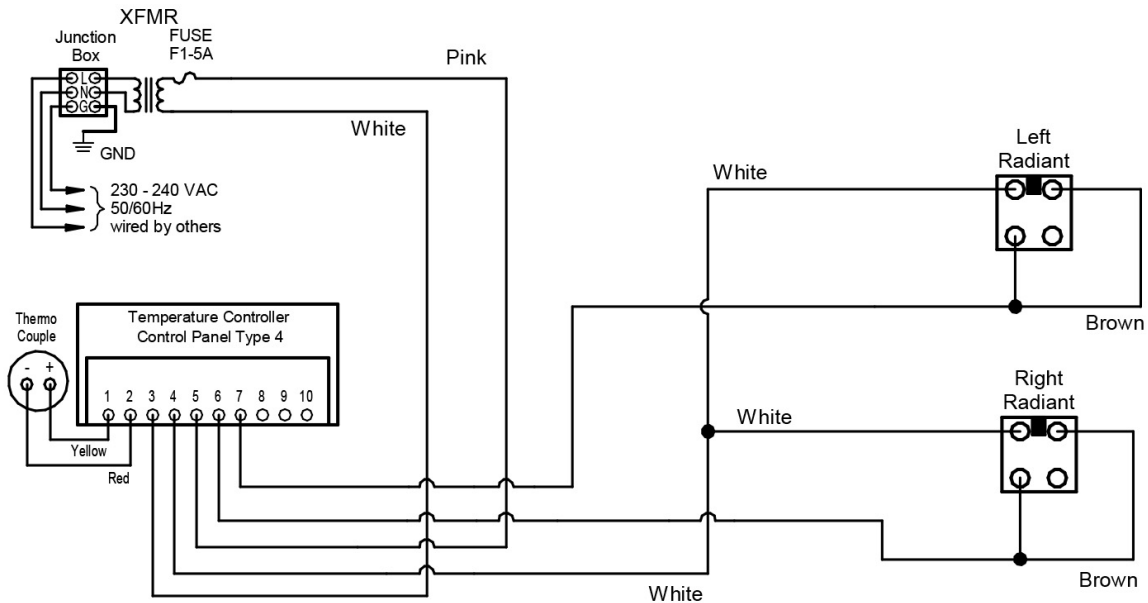 XFMR
Junction
Box
FUSE
F1-5A
Pink
L
N
G
White
GND
230 - 240 VAC
50/60Hz
wired by others
Left
Radiant
White
Brown
Thermo
Couple
- +
Temperature Controller
Control Panel Type 4
1 2 3 4 5 6 7 8 9 10
Yellow
Red
Right
Radiant
White
Brown
White